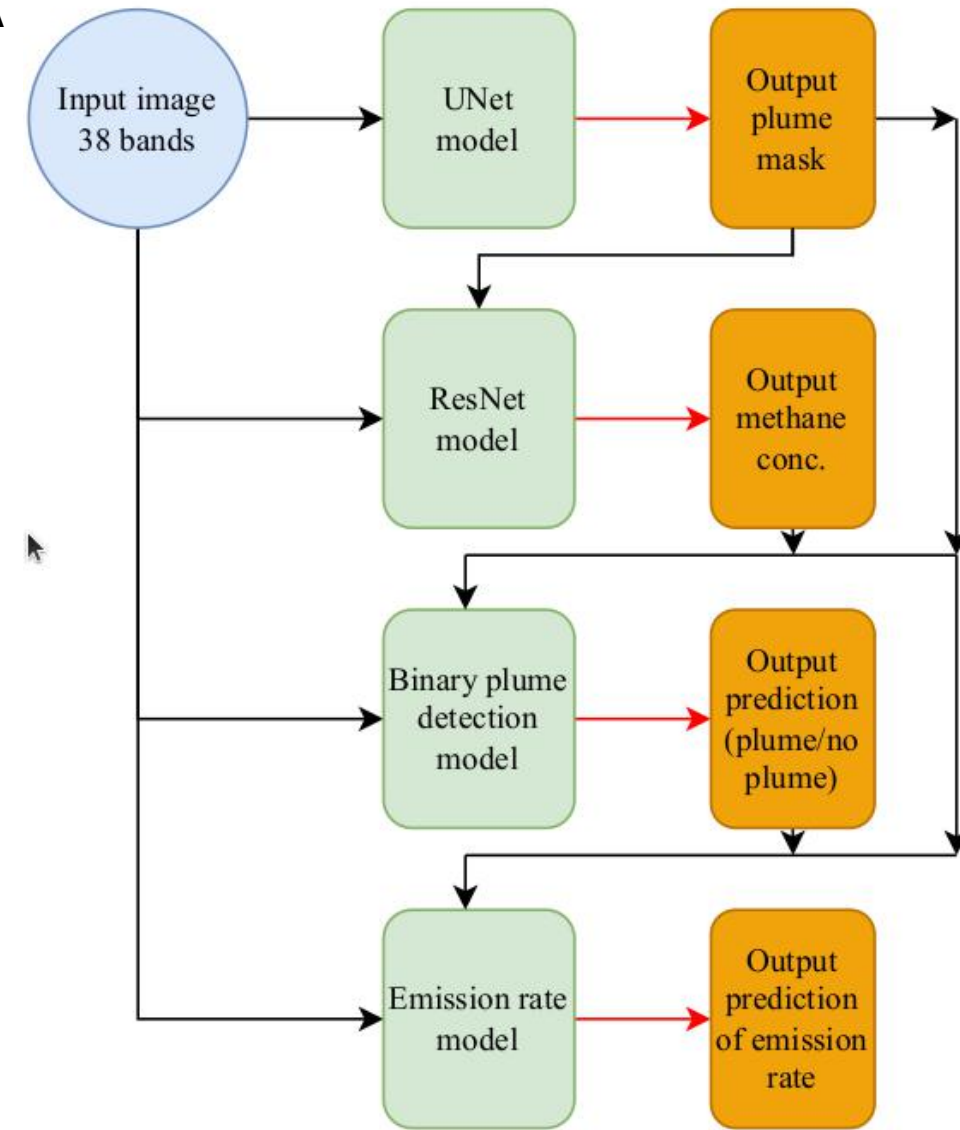 Input image
38 bands
UNet
model
Output
plume
mask
ResNet
model
Output
methane
conc.
Binary plume
detection
model
Output
prediction
(plume/no
plume)
Emission rate
model
Output
prediction
of emission
rate